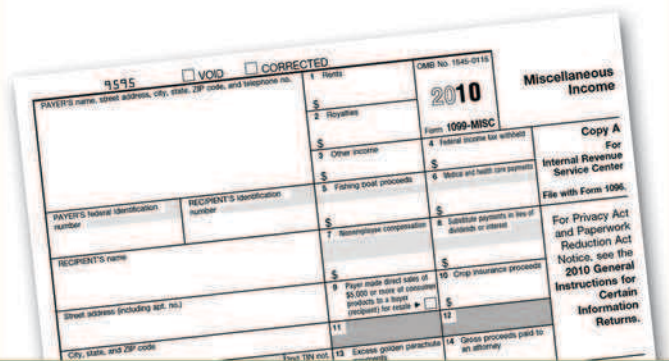 9595
VOID
CORRECTED
PAYER'S name, street address, city, state, ZIP code, and telephone no.
1 Rents
$
2 Royalties
$
3 Other income
$
OMB No. 1545-0115
2010
Form 1099-MISC
4 Federal income tax withheld
$
Miscellaneous
Income
Copy A
For
Internal Revenue
Service Center
File with Form 1096.
PAYER'S federal identification
number
RECIPIENT'S identification
number
5 Fishing boat proceeds
$
6 Medical and health care payments
$
RECIPIENT'S name
7 Nonemployee compensation
$
8 Substitute payments in lieu of
dividends or interest
$
For Privacy Act
and Paperwork
Reduction Act
Notice, see the
2010 General
Instructions for
Certain
Information
Returns.
Street address (including apt. no.)
9 Payer made direct sales of
$5,000 or more of consumer
products to a buyer
(recipient) for resale ▶
10 Crop insurance proceeds
$
City, state, and ZIP code
11
12
TIN not
13 Excess golden parachute
14 Gross proceeds paid to
an attorney